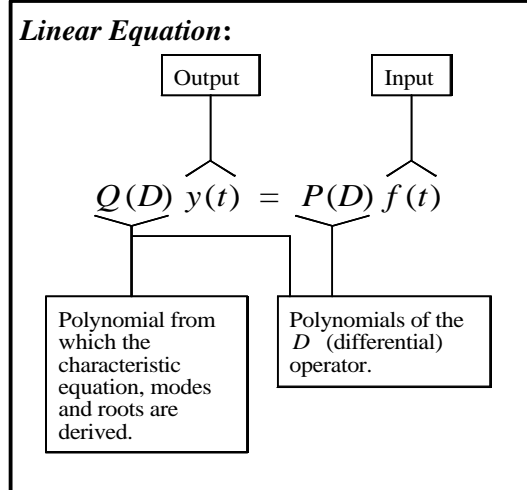 Linear Equation:
Output Input
Q(D) y(t) = P(D) f(t)
Polynomial from
which the
characteristic
equation, modes
and roots are
derived.
Polynomials of the
D (differential)
operator.